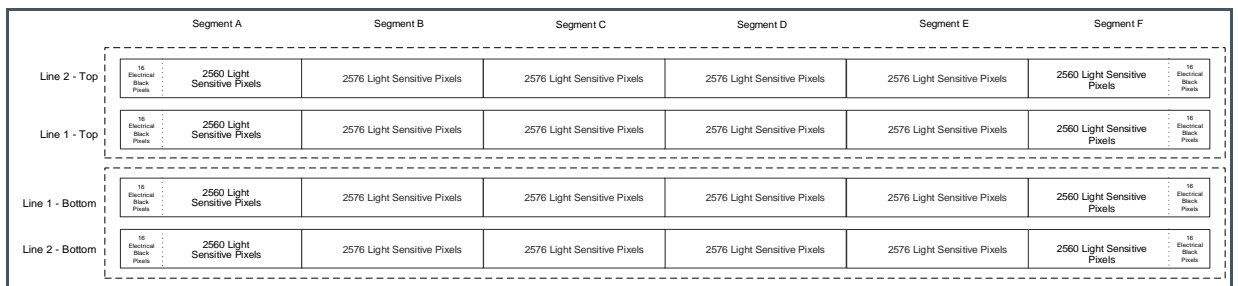 Segment A Segment B Segment C Segment D Segment E Segment F
Line 2 - Top
16
Electrical
Black
Pixels
2560 Light
Sensitive Pixels
2576 Light Sensitive Pixels
2576 Light Sensitive Pixels
2576 Light Sensitive Pixels
2576 Light Sensitive Pixels
2560 Light Sensitive
Pixels
16
Electrical
Black
Pixels
Line 1 - Top
16
Electrical
Black
Pixels
2560 Light
Sensitive Pixels
2576 Light Sensitive Pixels
2576 Light Sensitive Pixels
2576 Light Sensitive Pixels
2576 Light Sensitive Pixels
2560 Light Sensitive
Pixels
16
Electrical
Black
Pixels
Line 1 - Bottom
16
Electrical
Black
Pixels
2560 Light
Sensitive Pixels
2576 Light Sensitive Pixels
2576 Light Sensitive Pixels
2576 Light Sensitive Pixels
2576 Light Sensitive Pixels
2560 Light Sensitive
Pixels
16
Electrical
Black
Pixels
Line 2 - Bottom
16
Electrical
Black
Pixels
2560 Light
Sensitive Pixels
2576 Light Sensitive Pixels
2576 Light Sensitive Pixels
2576 Light Sensitive Pixels
2576 Light Sensitive Pixels
2560 Light Sensitive
Pixels
16
Electrical
Black
Pixels